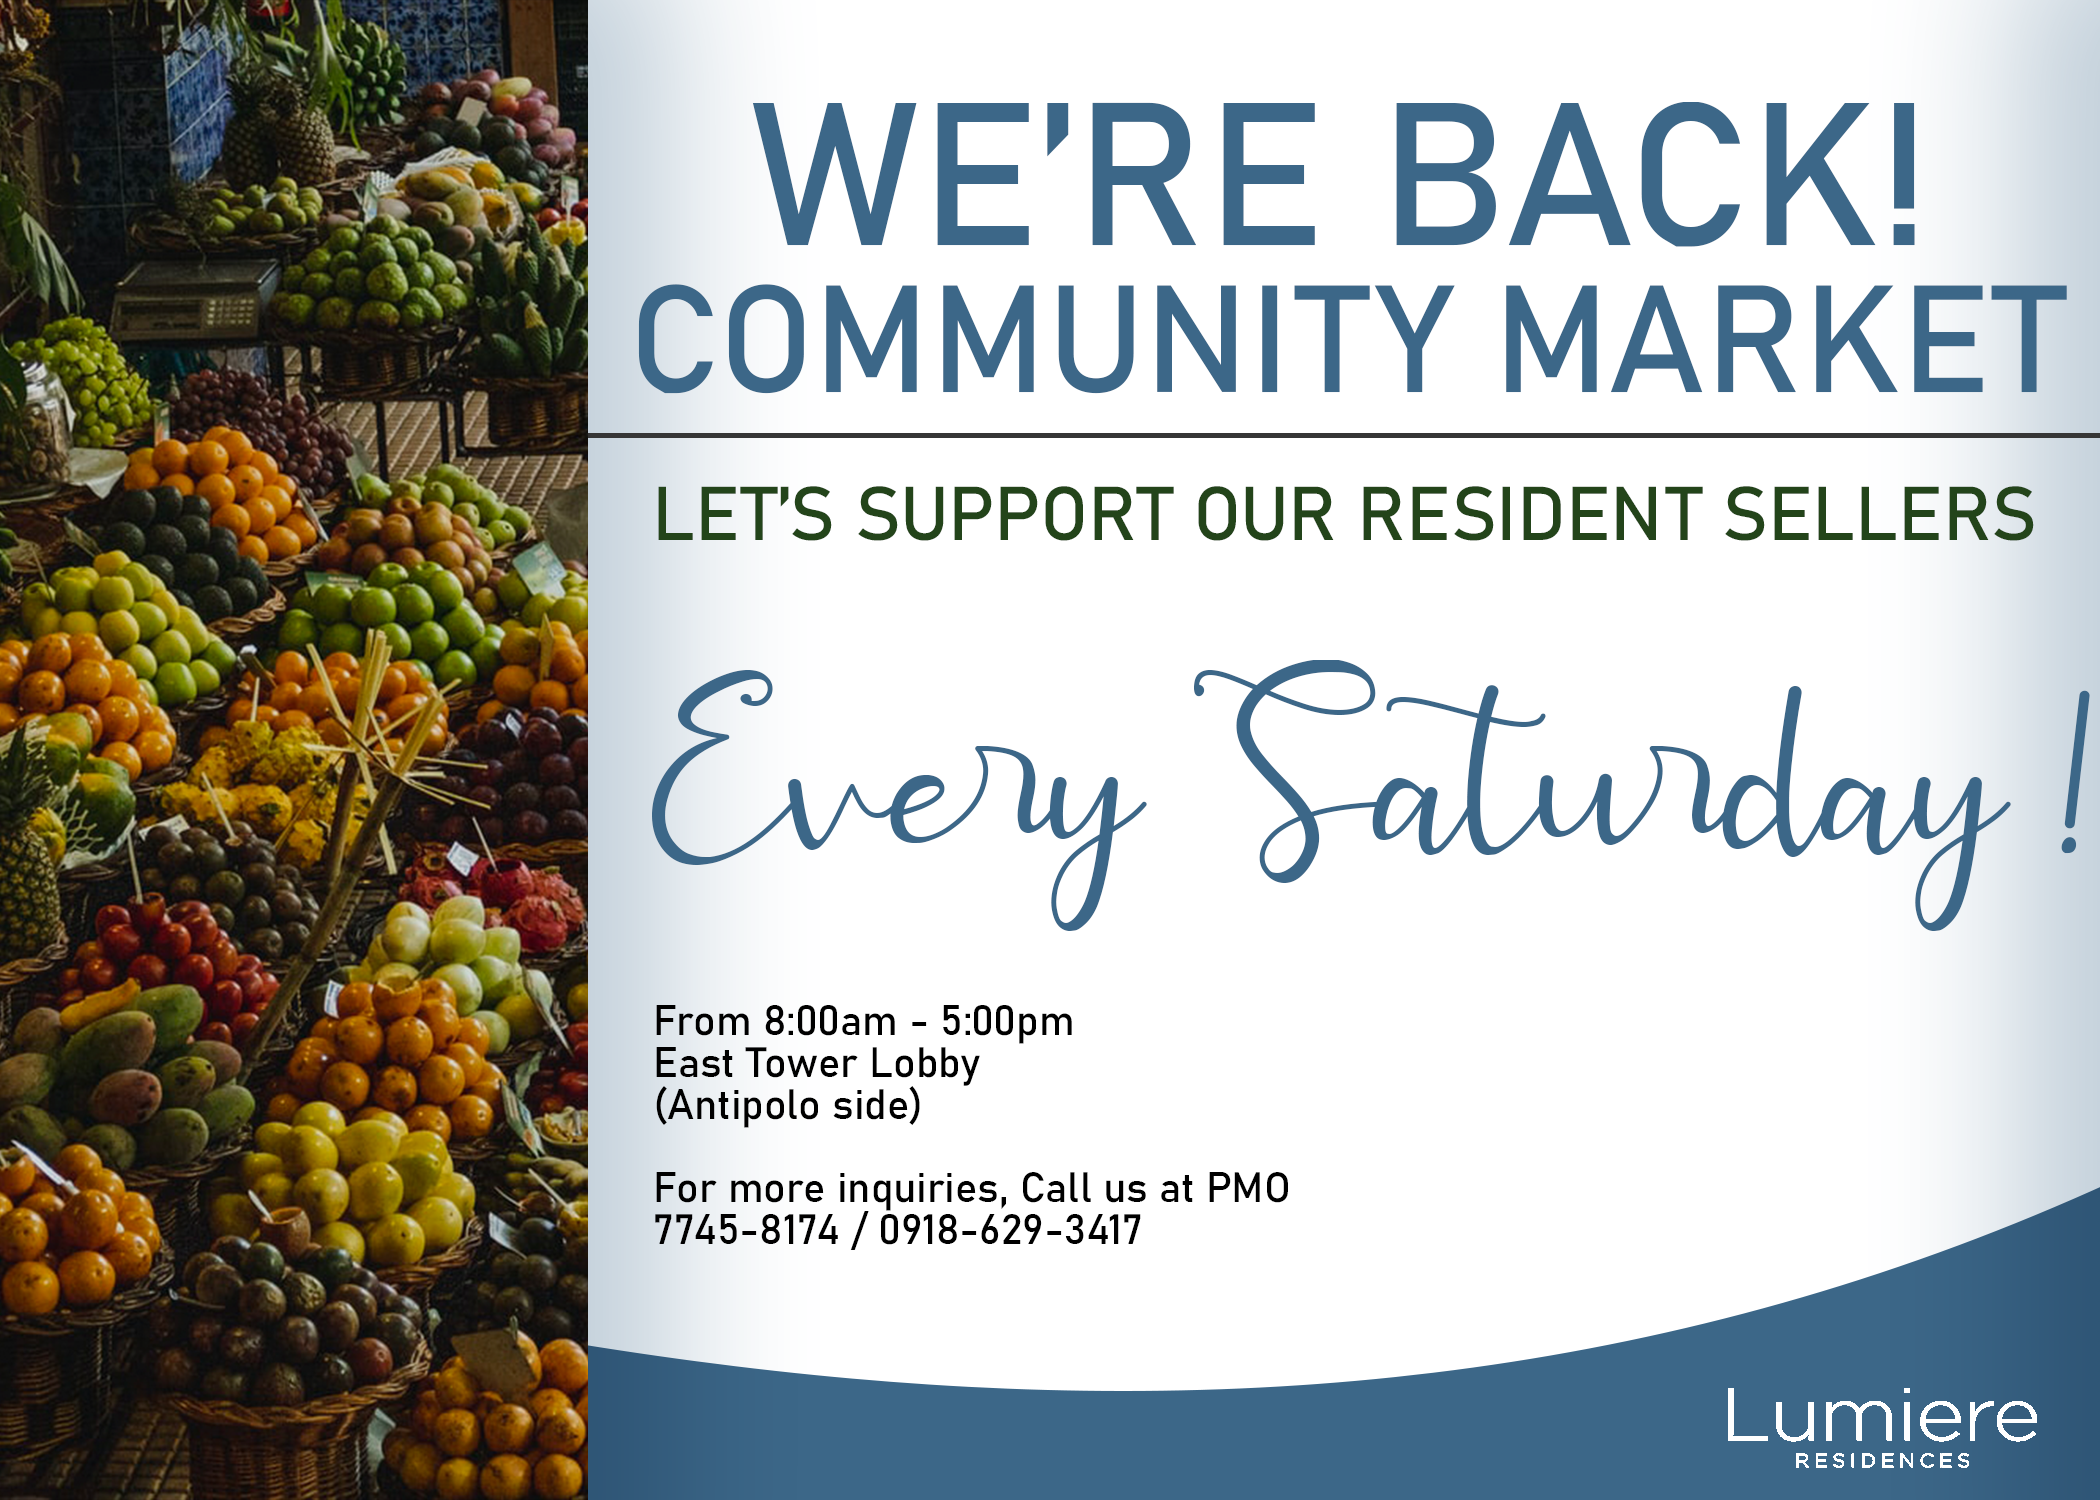 WE'RE BACK!
COMMUNITY MARKET
LET'S SUPPORT OUR RESIDENT SELLERS
Every Saturday !
From 8:00am - 5:00pm
East Tower Lobby
(Antipolo side)
For more inquiries, Call us at PMO
7745-8174 / 0918-629-3417
Lumiere
RESIDENCES